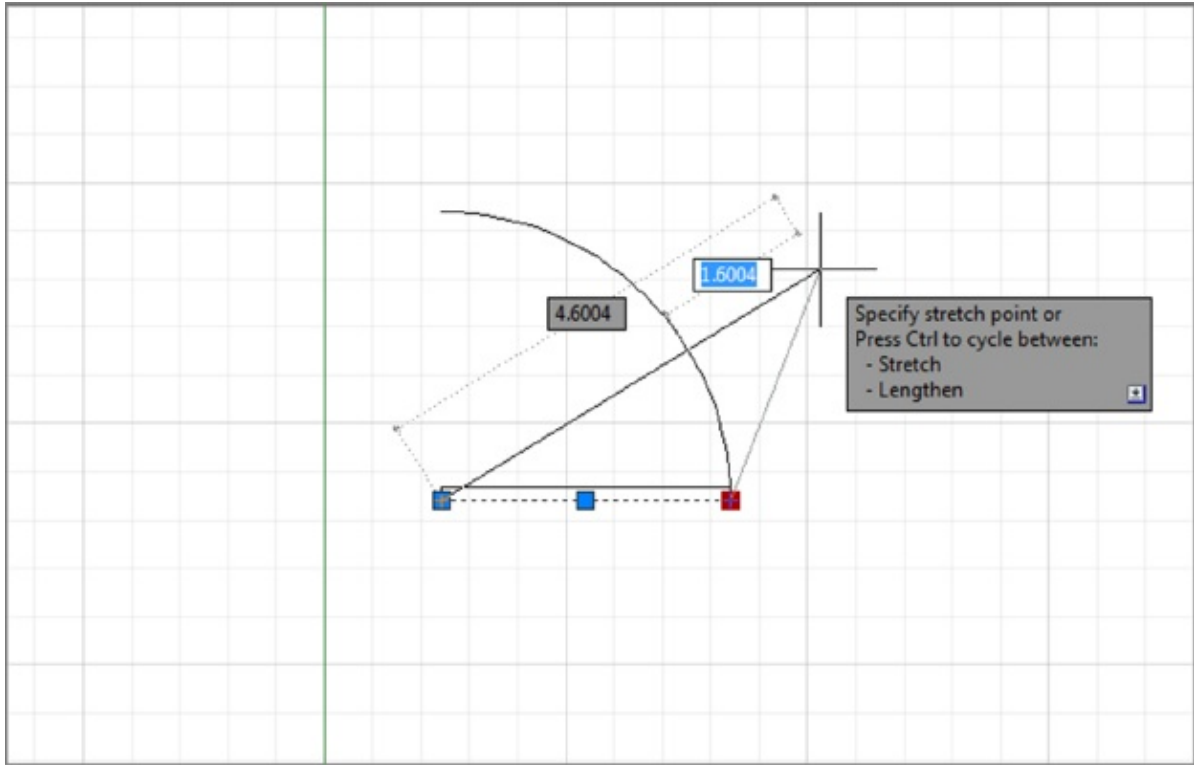 1.6004
4.6004
Specify stretch point or
Press Ctrl to cycle between:
- Stretch
- Lengthen